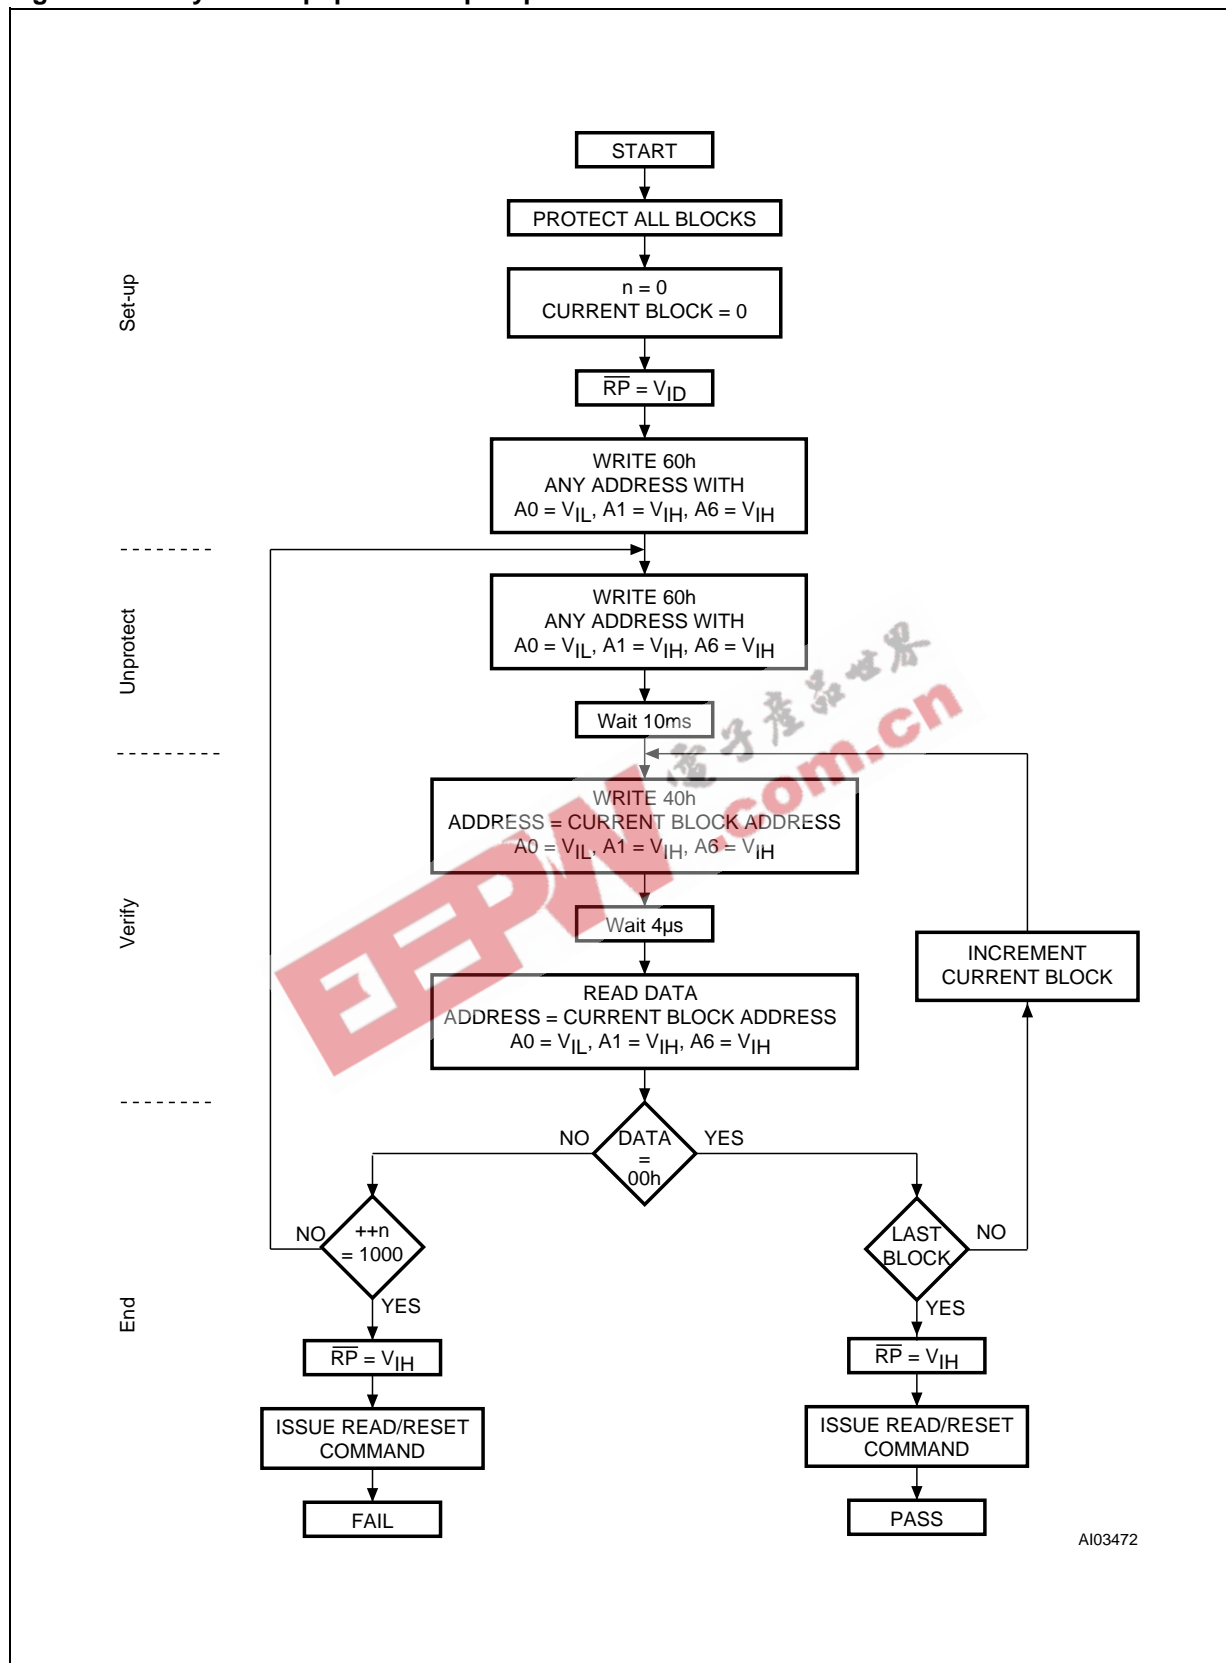 START
PROTECT ALL BLOCKS
Set-up
n = 0
CURRENT BLOCK = 0
RP = VID
WRITE 60h
ANY ADDRESS WITH
A0 = VIL, A1 = VIH, A6 = VIH
Unprotect
WRITE 60h
ANY ADDRESS WITH
A0 = VIL, A1 = VIH, A6 = VIH
Wait 10ms
電子產品世界
EEPW.com.cn
Verify
WRITE 40h
ADDRESS = CURRENT BLOCK ADDRESS
A0 = VIL, A1 = VIH, A6 = VIH
Wait 4µs
INCREMENT
CURRENT BLOCK
READ DATA
ADDRESS = CURRENT BLOCK ADDRESS
A0 = VIL, A1 = VIH, A6 = VIH
NO
DATA
=
00h
YES
End
NO
++n
= 1000
YES
LAST
BLOCK
NO
YES
RP = VIH
RP = VIH
ISSUE READ/RESET
COMMAND
ISSUE READ/RESET
COMMAND
FAIL
PASS
AI03472